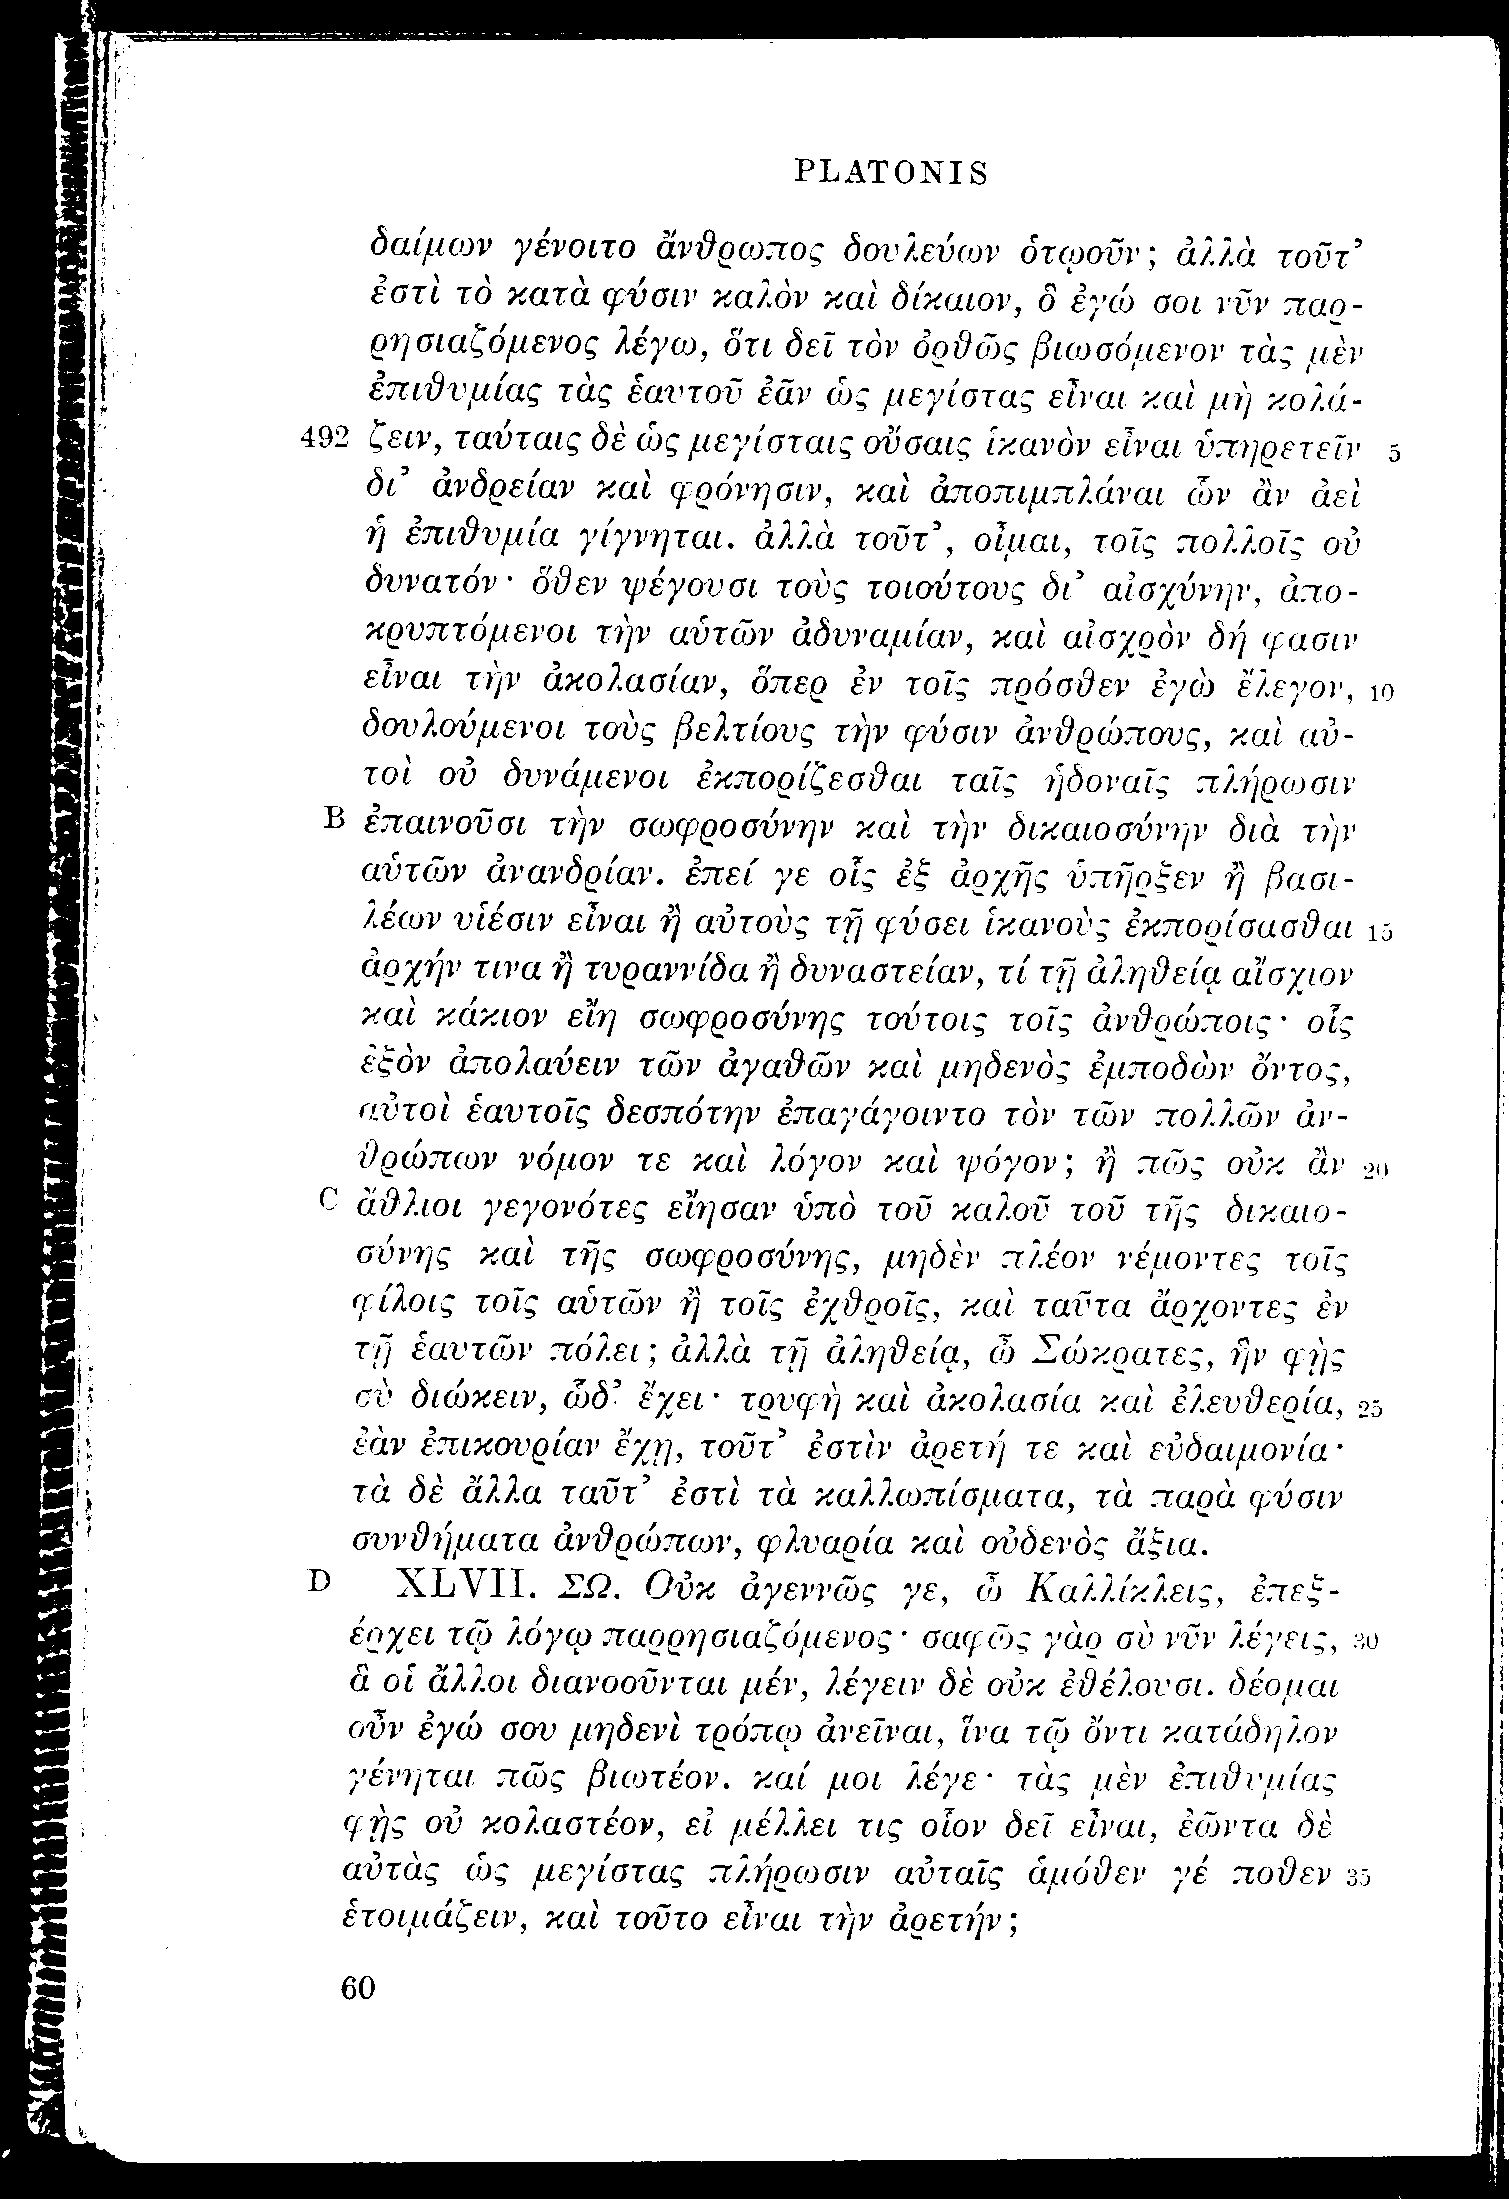 PLATONIS
δαίμων γένοιτο ἄνθρωπος δουλεύων ὁτῳοῦν; ἀλλὰ τοῦτ’
ἐστὶ τὸ κατὰ φύσιν καλὸν καὶ δίκαιον, ὃ ἐγώ σοι νῦν παρ-
ρησιαζόμενος λέγω, ὅτι δεῖ τὸν ὀρθῶς βιωσόμενον τὰς μὲν
ἐπιθυμίας τὰς ἑαυτοῦ ἐᾶν ὡς μεγίστας εἶναι καὶ μὴ κολά-
492 ζειν, ταύταις δὲ ὡς μεγίσταις οὔσαις ἱκανὸν εἶναι ὑπηρετεῖν 5
δι’ ἀνδρείαν καὶ φρόνησιν, καὶ ἀποπιμπλάναι ὧν ἂν ἀεὶ
ἡ ἐπιθυμία γίγνηται. ἀλλὰ τοῦτ’, οἶμαι, τοῖς πολλοῖς οὐ
δυνατόν· ὅθεν ψέγουσι τοὺς τοιούτους δι’ αἰσχύνην, ἀπο-
κρυπτόμενοι τὴν αὑτῶν ἀδυναμίαν, καὶ αἰσχρὸν δή φασιν
εἶναι τὴν ἀκολασίαν, ὅπερ ἐν τοῖς πρόσθεν ἐγὼ ἔλεγον, 10
δουλούμενοι τοὺς βελτίους τὴν φύσιν ἀνθρώπους, καὶ αὐ-
τοὶ οὐ δυνάμενοι ἐκπορίζεσθαι ταῖς ἡδοναῖς πλήρωσιν
B ἐπαινοῦσι τὴν σωφροσύνην καὶ τὴν δικαιοσύνην διὰ τὴν
αὑτῶν ἀνανδρίαν. ἐπεί γε οἷς ἐξ ἀρχῆς ὑπῆρξεν ἢ βασι-
λέων υἱέσιν εἶναι ἢ αὐτοὺς τῇ φύσει ἱκανοὺς ἐκπορίσασθαι 15
ἀρχήν τινα ἢ τυραννίδα ἢ δυναστείαν, τί τῇ ἀληθείᾳ αἴσχιον
καὶ κάκιον εἴη σωφροσύνης τούτοις τοῖς ἀνθρώποις· οἷς
ἐξὸν ἀπολαύειν τῶν ἀγαθῶν καὶ μηδενὸς ἐμποδὼν ὄντος,
αὐτοὶ ἑαυτοῖς δεσπότην ἐπαγάγοιντο τὸν τῶν πολλῶν ἀν-
θρώπων νόμον τε καὶ λόγον καὶ ψόγον; ἢ πῶς οὐκ ἂν 20
C ἄθλιοι γεγονότες εἴησαν ὑπὸ τοῦ καλοῦ τοῦ τῆς δικαιο-
σύνης καὶ τῆς σωφροσύνης, μηδὲν πλέον νέμοντες τοῖς
φίλοις τοῖς αὑτῶν ἢ τοῖς ἐχθροῖς, καὶ ταῦτα ἄρχοντες ἐν
τῇ ἑαυτῶν πόλει; ἀλλὰ τῇ ἀληθείᾳ, ὦ Σώκρατες, ἣν φῂς
σὺ διώκειν, ὧδ’ ἔχει· τρυφὴ καὶ ἀκολασία καὶ ἐλευθερία, 25
ἐὰν ἐπικουρίαν ἔχῃ, τοῦτ’ ἐστὶν ἀρετή τε καὶ εὐδαιμονία·
τὰ δὲ ἄλλα ταῦτ’ ἐστὶ τὰ καλλωπίσματα, τὰ παρὰ φύσιν
συνθήματα ἀνθρώπων, φλυαρία καὶ οὐδενὸς ἄξια.
D XLVII. ΣΩ. Οὐκ ἀγεννῶς γε, ὦ Καλλίκλεις, ἐπεξ-
έρχει τῷ λόγῳ παρρησιαζόμενος· σαφῶς γὰρ σὺ νῦν λέγεις, 30
ἃ οἱ ἄλλοι διανοοῦνται μέν, λέγειν δὲ οὐκ ἐθέλουσι. δέομαι
οὖν ἐγώ σου μηδενὶ τρόπῳ ἀνεῖναι, ἵνα τῷ ὄντι κατάδηλον
γένηται πῶς βιωτέον. καί μοι λέγε· τὰς μὲν ἐπιθυμίας
φῂς οὐ κολαστέον, εἰ μέλλει τις οἷον δεῖ εἶναι, ἐῶντα δὲ
αὐτὰς ὡς μεγίστας πλήρωσιν αὐταῖς ἁμόθεν γέ ποθεν 35
ἑτοιμάζειν, καὶ τοῦτο εἶναι τὴν ἀρετήν;
60